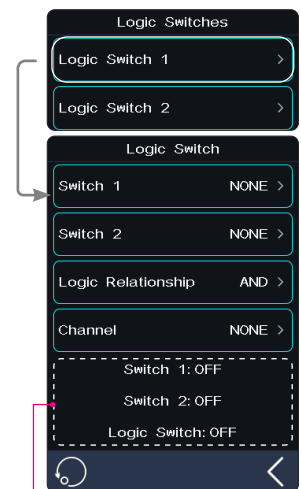 Logic Switches
Logic Switch 1 >
Logic Switch 2 >
Logic Switch
Switch 1 NONE >
Switch 2 NONE >
Logic Relationship AND >
Channel NONE >
Switch 1: OFF
Switch 2: OFF
Logic Switch: OFF